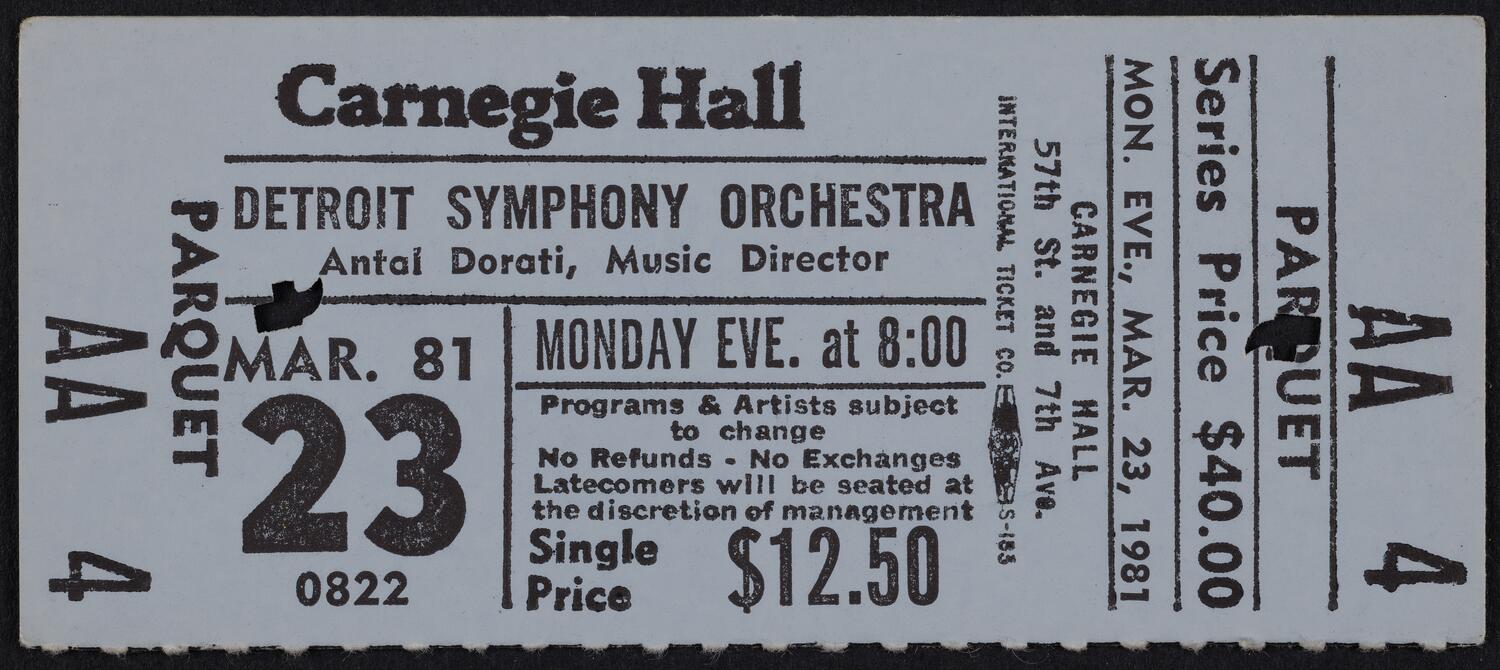 Carnegie Hall
DETROIT SYMPHONY ORCHESTRA
Antal Dorati, Music Director
MAR. 81
23
0822
MONDAY EVE. at 8:00
Programs & Artists subject
to change
No Refunds - No Exchanges
Latecomers will be seated at
the discretion of management
Single
Price
$12.50
PARQUET
AA 4
INTERNATIONAL TICKET CO. S-183
57th St. and 7th Ave.
CARNEGIE HALL
MON. EVE., MAR. 23, 1981
Series Price $40.00
PARQUET
AA 4